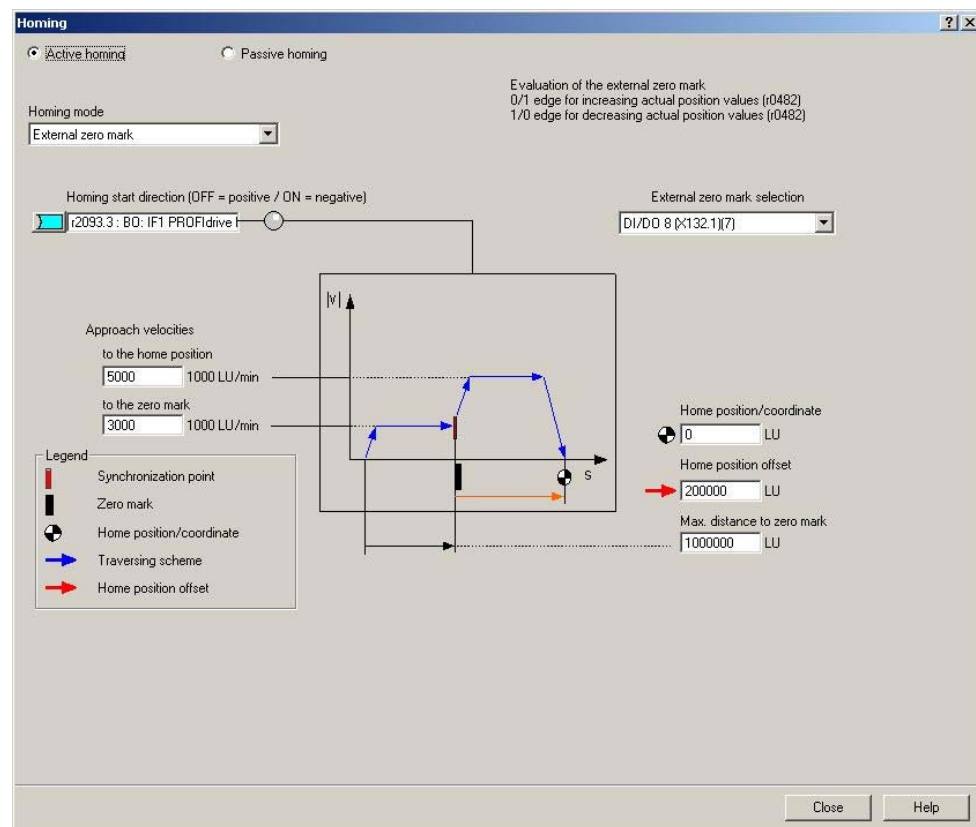 Homing
Active homing
Passive homing
Evaluation of the external zero mark
0/1 edge for increasing actual position values (r0482)
1/0 edge for decreasing actual position values (r0482)
Homing mode
External zero mark
Homing start direction (OFF = positive / ON = negative)
r2093.3 : BO: IF1 PROFIdrive
External zero mark selection
DI/DO 8 (X132.1)(7)
|v|
Approach velocities
to the home position
5000 1000 LU/min
to the zero mark
3000 1000 LU/min
s
Home position/coordinate
0 LU
Home position offset
200000 LU
Max. distance to zero mark
1000000 LU
Legend
Synchronization point
Zero mark
Home position/coordinate
Traversing scheme
Home position offset
Close
Help